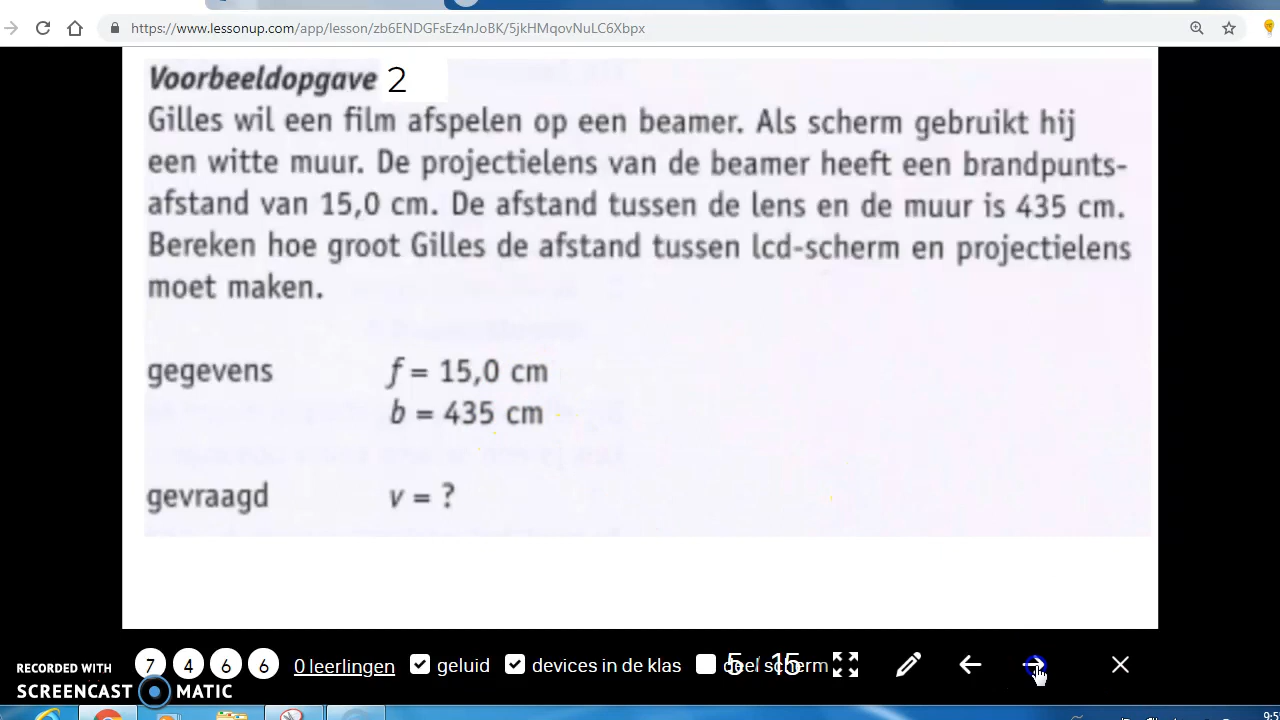 https://www.lessonup.com/app/lesson/zb6ENDGFsEz4nJoBK/5jkHMqovNuLC6Xbpx
Voorbeeldopgave 2
Gilles wil een film afspelen op een beamer. Als scherm gebruikt hij
een witte muur. De projectielens van de beamer heeft een brandpunts-
afstand van 15,0 cm. De afstand tussen de lens en de muur is 435 cm.
Bereken hoe groot Gilles de afstand tussen lcd-scherm en projectielens
moet maken.
gegevens f = 15,0 cm
b = 435 cm
gevraagd v = ?
RECORDED WITH
SCREENCAST MATIC
7 4 6 6 0 leerlingen geluid devices in de klas deel scherm 5 / 15